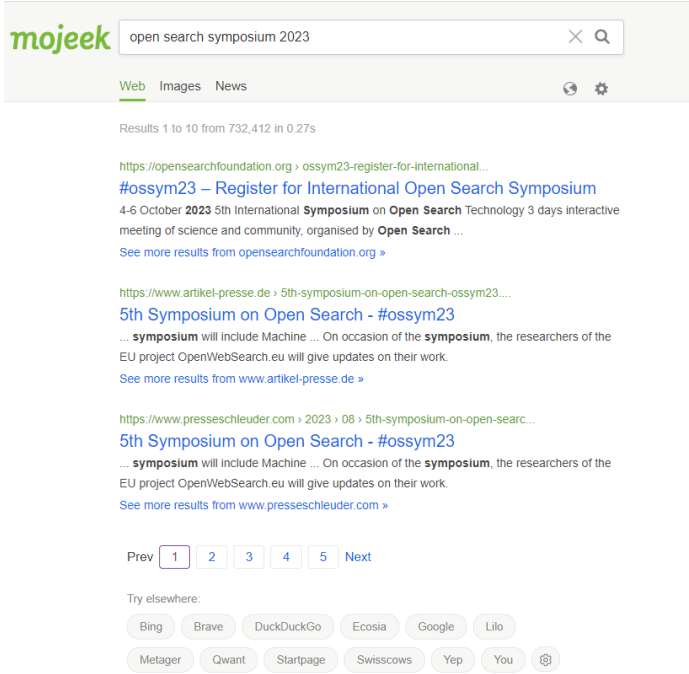 mojeek
open search symposium 2023
Web Images News
Results 1 to 10 from 732,412 in 0.27s
https://opensearchfoundation.org › ossym23-register-for-international...
#ossym23 – Register for International Open Search Symposium
4-6 October 2023 5th International Symposium on Open Search Technology 3 days interactive
meeting of science and community, organised by Open Search ...
See more results from opensearchfoundation.org »
https://www.artikel-presse.de › 5th-symposium-on-open-search-ossym23....
5th Symposium on Open Search - #ossym23
... symposium will include Machine ... On occasion of the symposium, the researchers of the
EU project OpenWebSearch.eu will give updates on their work.
See more results from www.artikel-presse.de »
https://www.presseschleuder.com › 2023 › 08 › 5th-symposium-on-open-searc...
5th Symposium on Open Search - #ossym23
... symposium will include Machine ... On occasion of the symposium, the researchers of the
EU project OpenWebSearch.eu will give updates on their work.
See more results from www.presseschleuder.com »
Prev 1 2 3 4 5 Next
Try elsewhere:
Bing Brave DuckDuckGo Ecosia Google Lilo
Metager Qwant Startpage Swisscows Yep You